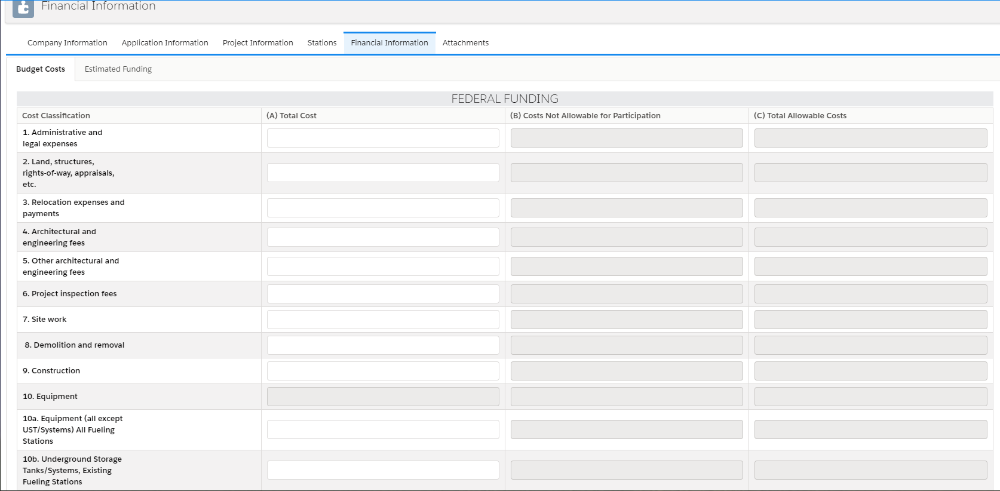 Financial Information
Company Information Application Information Project Information Stations Financial Information Attachments
Budget Costs Estimated Funding
FEDERAL FUNDING
Cost Classification (A) Total Cost (B) Costs Not Allowable for Participation (C) Total Allowable Costs
1. Administrative and
legal expenses
2. Land, structures,
rights-of-way, appraisals,
etc.
3. Relocation expenses and
payments
4. Architectural and
engineering fees
5. Other architectural and
engineering fees
6. Project inspection fees
7. Site work
8. Demolition and removal
9. Construction
10. Equipment
10a. Equipment (all except
UST/Systems) All Fueling
Stations
10b. Underground Storage
Tanks/Systems, Existing
Fueling Stations